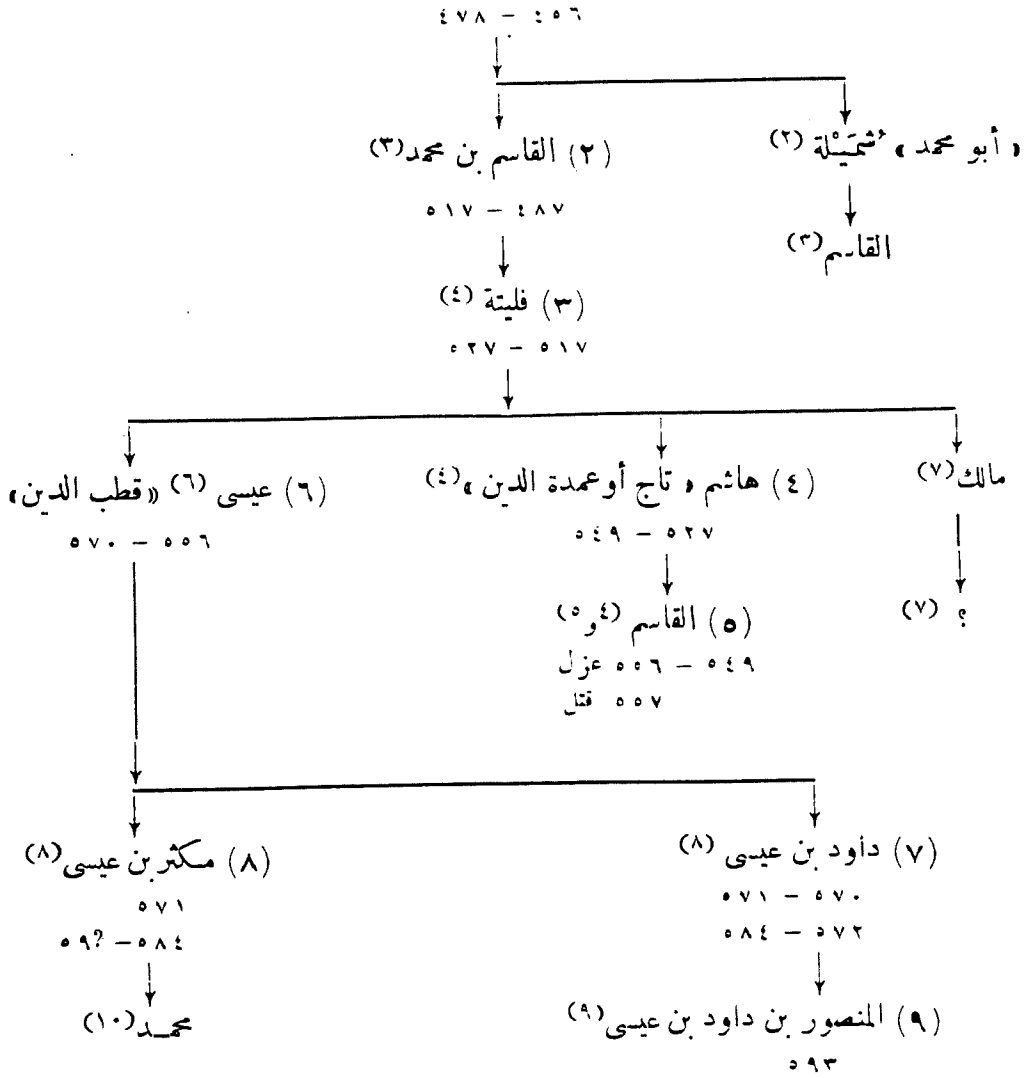 ٤٥٦ – ٤٧٨
« أبو محمد » شُمَيْلة (٢)
(٢) القاسم بن محمد(٣)
٤٨٧ – ٥١٧
القاسم(٣)
(٣) فليتة (٤)
٥١٧ – ٥٢٧
مالك(٧)
(٤) هاشم « تاج أو عمدة الدين »(٤)
(٦) عيسى (٦) «قطب الدين»
٥٢٧ – ٥٤٩
٥٥٦ – ٥٧٠
؟ (٧)
(٥) القاسم (٤و٥)
٥٤٩ – ٥٥٦ عزل
٥٥٧ قتل
(٧) داود بن عيسى (٨)
(٨) مكثر بن عيسى(٨)
٥٧٠ – ٥٧١
٥٧١
٥٧٢ – ٥٨٤
٥٨٤ – ?٥٩
(٩) المنصور بن داود بن عيسى(٩)
محمد(١٠)
٥٩٣